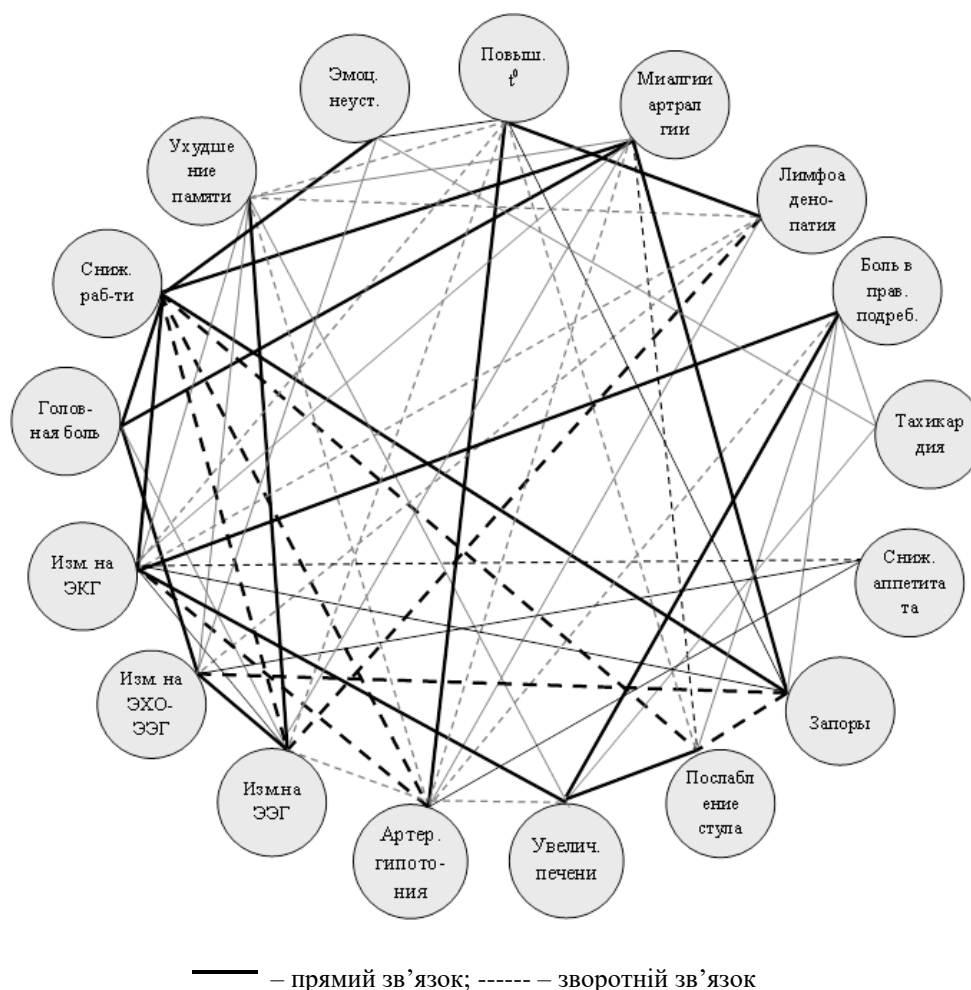 Повыш.
t⁰
Эмоц.
неуст.
Миалгии
артрал
гии
Ухудше
ние
памяти
Лимфоа
дено-
патия
Сниж.
раб-ти
Боль в
прав.
подреб.
Голов-
ная боль
Тахикар
дия
Изм. на
ЭКГ
Сниж.
аппетита
та
Изм. на
ЭХО-
ЭЭГ
Запоры
Изм.на
ЭЭГ
Послабл
ение
стула
Артер.
гипото-
ния
Увелич.
печени
– прямий зв’язок; ------ – зворотній зв’язок